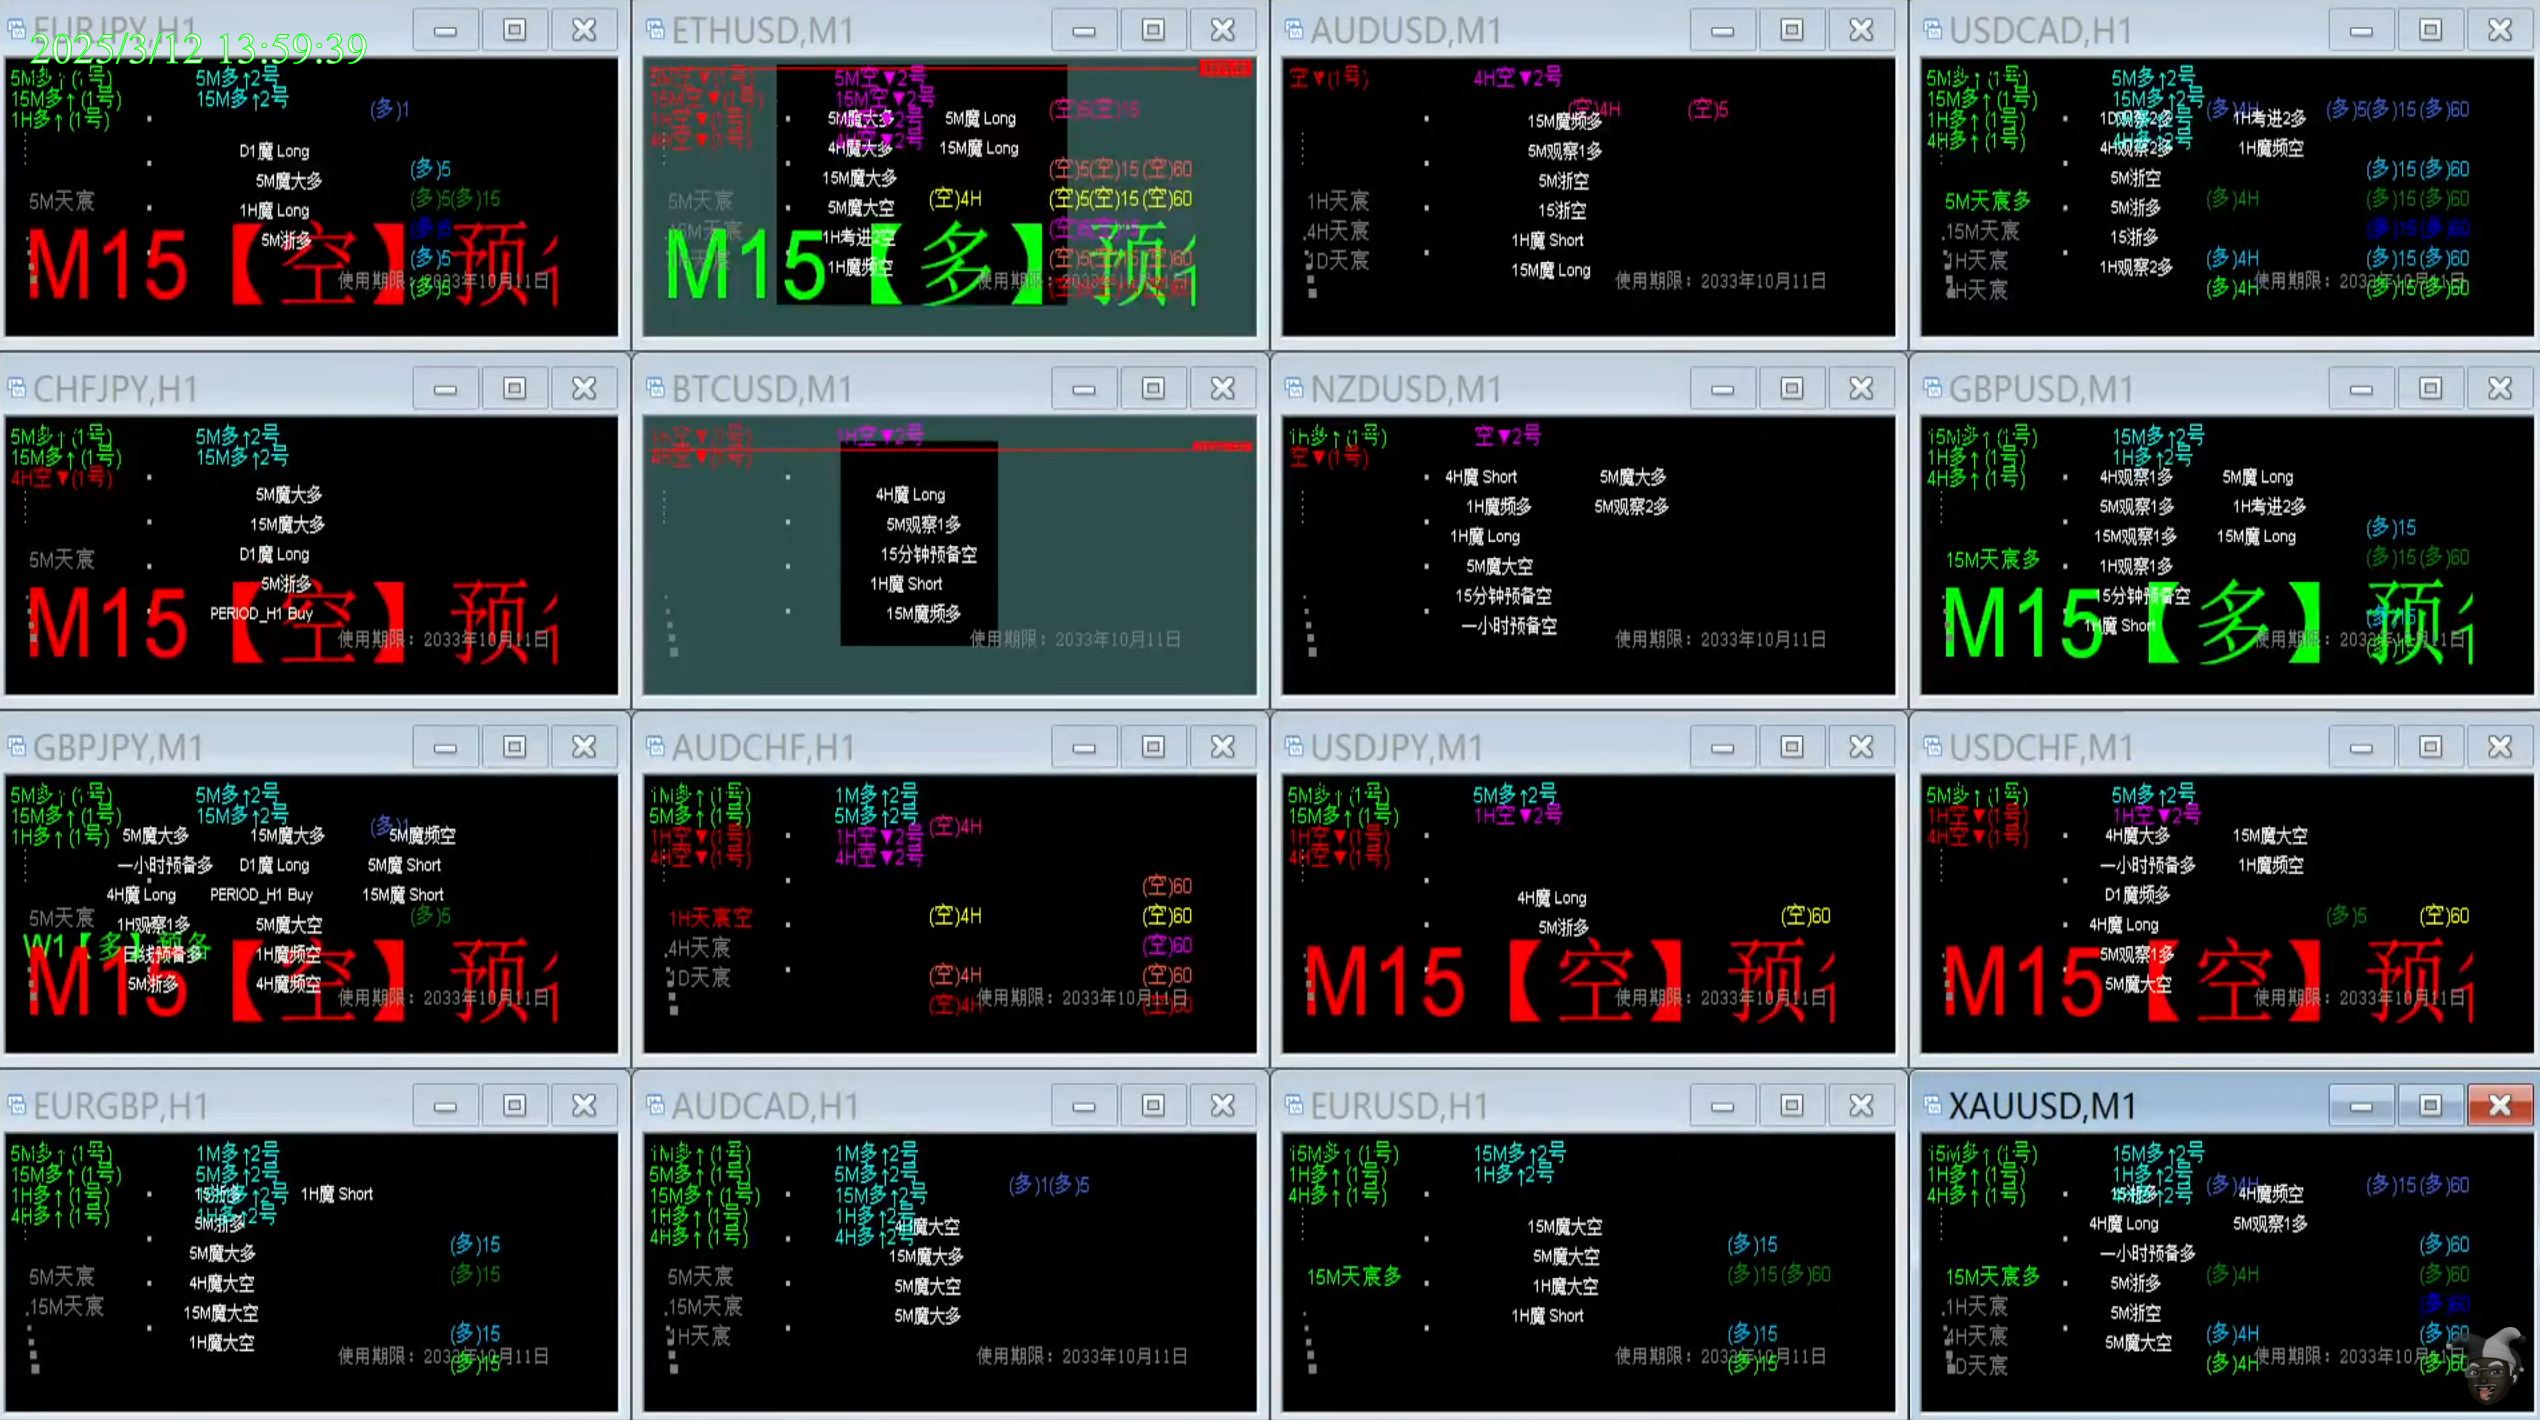 EURJPY,H1
2025/3/12 13:59:39
5M多↑(1号) 5M多↑2号
15M多↑(1号) 15M多↑2号
1H多↑(1号)
(多)1
D1魔 Long
5M魔大多
(多)5
5M天宸
(多)5(多)15
1H魔 Long
5M浙多
(多)5
(多)5
M15【空】预
使用期限：2033年10月11日
(多)5
ETHUSD,M1
5M空▼(1号) 5M空▼2号
15M空▼(1号) 15M空▼2号
1H空▼(1号)
4H空▼(1号) 4H空▼2号
(空)5(空)15
5M魔大多 5M魔 Long
4H魔大多 15M魔 Long
15M魔大多
(空)5(空)15(空)60
5M天宸
(空)4H (空)5(空)15(空)60
5M魔大空
1H考进2空
1H魔频空
M15【多】预
AUDUSD,M1
空▼(1号) 4H空▼2号
(空)4H (空)5
15M魔频多
5M观察1多
5M浙空
1H天宸
15浙空
.4H天宸
1H魔 Short
1D天宸
15M魔 Long
使用期限：2033年10月11日
USDCAD,H1
5M多↑(1号) 5M多↑2号
15M多↑(1号) 15M多↑2号
1H多↑(1号)
4H多↑(1号)
(多)4H (多)5(多)15(多)60
1D观察2多 1H考进2多
4H观察2多 1H魔频空
(多)15(多)60
5M浙空
5M天宸多
(多)4H (多)15(多)60
5M浙多
.15M天宸
15浙多
(多)15(多)60
1H天宸
(多)4H (多)15(多)60
1H观察2多
4H天宸
(多)4H (多)15(多)60
CHFJPY,H1
5M多↑(1号) 5M多↑2号
15M多↑(1号) 15M多↑2号
4H空▼(1号)
5M魔大多
15M魔大多
5M天宸
D1魔 Long
5M浙多
PERIOD_H1 Buy
M15【空】预
使用期限：2033年10月11日
BTCUSD,M1
1H空▼(1号) 1H空▼2号
4H空▼(1号)
4H魔 Long
5M观察1多
15分钟预备空
1H魔 Short
15M魔频多
使用期限：2033年10月11日
NZDUSD,M1
1H多↑(1号) 空▼2号
空▼(1号)
4H魔 Short 5M魔大多
1H魔频多 5M观察2多
1H魔 Long
5M魔大空
15分钟预备空
一小时预备空
使用期限：2033年10月11日
GBPUSD,M1
15M多↑(1号) 15M多↑2号
1H多↑(1号) 1H多↑2号
4H多↑(1号)
4H观察1多 5M魔 Long
5M观察1多 1H考进2多
(多)15
15M观察1多 15M魔 Long
15M天宸多
(多)15(多)60
1H观察1多
15分钟预备空
1H魔 Short
M15【多】预
GBPJPY,M1
5M多↑(1号) 5M多↑2号
15M多↑(1号) 15M多↑2号
1H多↑(1号)
(多)1
5M魔大多 15M魔大多 5M魔频空
一小时预备多 D1魔 Long 5M魔 Short
4H魔 Long PERIOD_H1 Buy 15M魔 Short
5M天宸
(多)5
1H观察1多 5M魔大空
W1【多】预备
日线预备多 1H魔频空
5M浙多 4H魔频空
M15【空】预
使用期限：2033年10月11日
AUDCHF,H1
1M多↑(1号) 1M多↑2号
5M多↑(1号) 5M多↑2号
1H空▼(1号) 1H空▼2号
4H空▼(1号) 4H空▼2号
(空)4H
(空)60
1H天宸空
(空)4H (空)60
.4H天宸
(空)60
1D天宸
(空)4H (空)60
(空)4H (空)60
使用期限：2033年10月11日
USDJPY,M1
5M多↑(1号) 5M多↑2号
15M多↑(1号) 1H空▼2号
1H空▼(1号)
4H空▼(1号)
4H魔 Long
5M浙多
(空)60
M15【空】预
使用期限：2033年10月11日
USDCHF,M1
5M多↑(1号) 5M多↑2号
1H空▼(1号) 1H空▼2号
4H空▼(1号)
4H魔大多 15M魔大空
一小时预备多 1H魔频空
D1魔频多
4H魔 Long
(多)5 (空)60
5M观察1多
5M魔大空
M15【空】预
使用期限：2033年10月11日
EURGBP,H1
5M多↑(1号) 1M多↑2号
15M多↑(1号) 5M多↑2号
1H多↑(1号) 15M多↑2号
4H多↑(1号) 1H多↑2号
15浙多 1H魔 Short
5M浙多
(多)15
5M魔大多
5M天宸
(多)15
4H魔大空
.15M天宸
15M魔大空
(多)15
1H魔大空
使用期限：2033年10月11日
(多)15
AUDCAD,H1
1M多↑(1号) 1M多↑2号
5M多↑(1号) 5M多↑2号
15M多↑(1号) 15M多↑2号
1H多↑(1号) 1H多↑2号
4H多↑(1号) 4H多↑2号
(多)1(多)5
4H魔大空
15M魔大多
5M天宸
5M魔大空
.15M天宸
5M魔大多
1H天宸
使用期限：2033年10月11日
EURUSD,H1
15M多↑(1号) 15M多↑2号
1H多↑(1号) 1H多↑2号
4H多↑(1号)
15M魔大空
(多)15
5M魔大空
15M天宸多
(多)15(多)60
1H魔大空
1H魔 Short
(多)15
使用期限：2033年10月11日
(多)15
XAUUSD,M1
15M多↑(1号) 15M多↑2号
1H多↑(1号) 1H多↑2号
4H多↑(1号) 4H多↑2号
(多)4H (多)15(多)60
15浙多 4H魔频空
4H魔 Long 5M观察1多
(多)60
一小时预备多
15M天宸多
(多)4H (多)60
5M浙多
.1H天宸
(多)60
5M浙空
4H天宸
(多)4H (多)60
5M魔大空
1D天宸
(多)4H
使用期限：2033年10月11日
(多)60